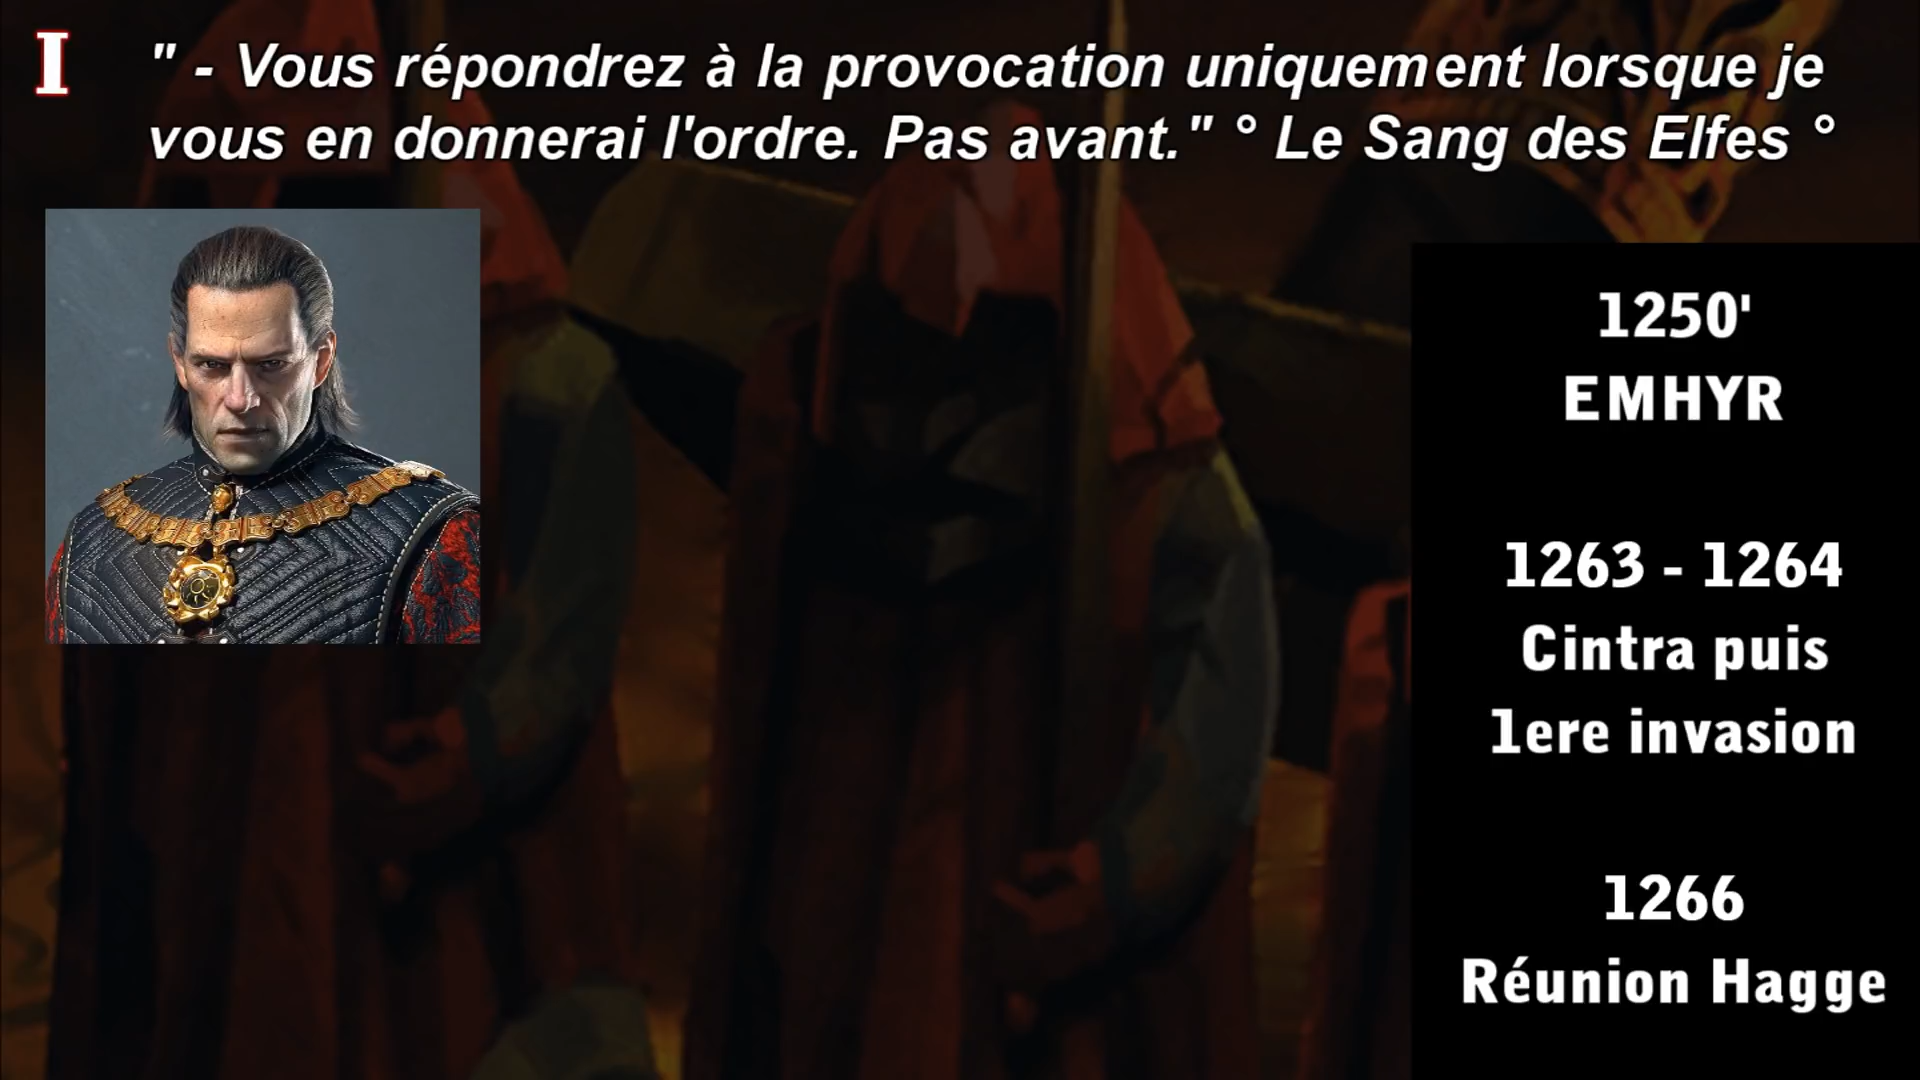 I
" - Vous répondrez à la provocation uniquement lorsque je
vous en donnerai l'ordre. Pas avant." ° Le Sang des Elfes °
1250'
EMHYR
1263 - 1264
Cintra puis
1ere invasion
1266
Réunion Hagge